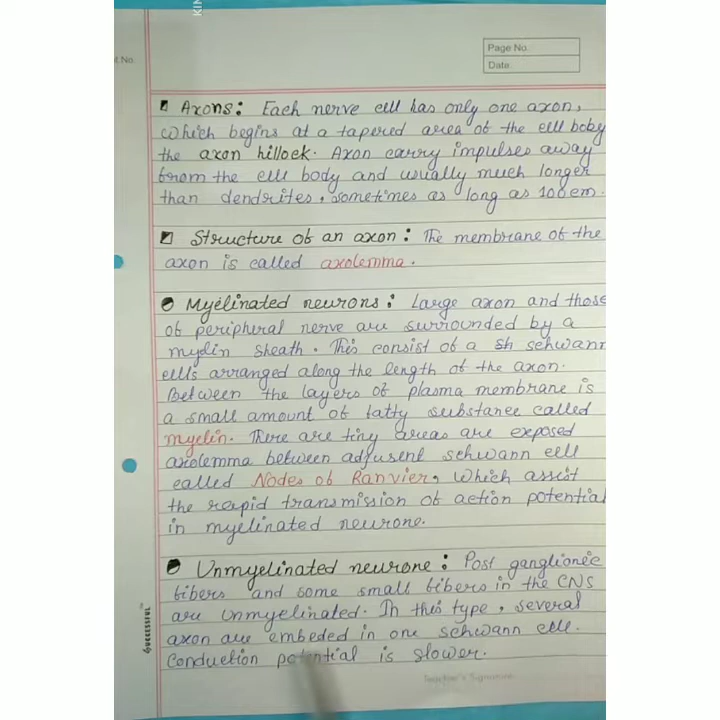 KIN
t No.
Page No.
Date.
Axons: Each nerve cell has only one axon,
which begins at a tapered area of the cell boby
the axon hillock. Axon carry impulses away
from the cell body and usually much longer
than dendrites, sometimes as long as 100cm.
Structure of an axon: The membrane of the
axon is called axolemma.
Myelinated neurons: Large axon and those
of peripheral nerve are surrounded by a
myelin sheath. This consist of a sh schwann
cells arranged along the length of the axon.
Between the layers of plasma membrane is
a small amount of fatty substance called
myelin. There are tiny areas are exposed
axolemma between adjusent schwann cell
called Nodes of Ranvier, which assist
the rapid transmission of action potential
in myelinated neurone.
Unmyelinated neurone: Post ganglionic
fibers and some small fibers in the CNS
are unmyelinated. In this type, several
axon are embeded in one schwann cell.
Conduction potential is slower.
Successful
Teacher's Signature